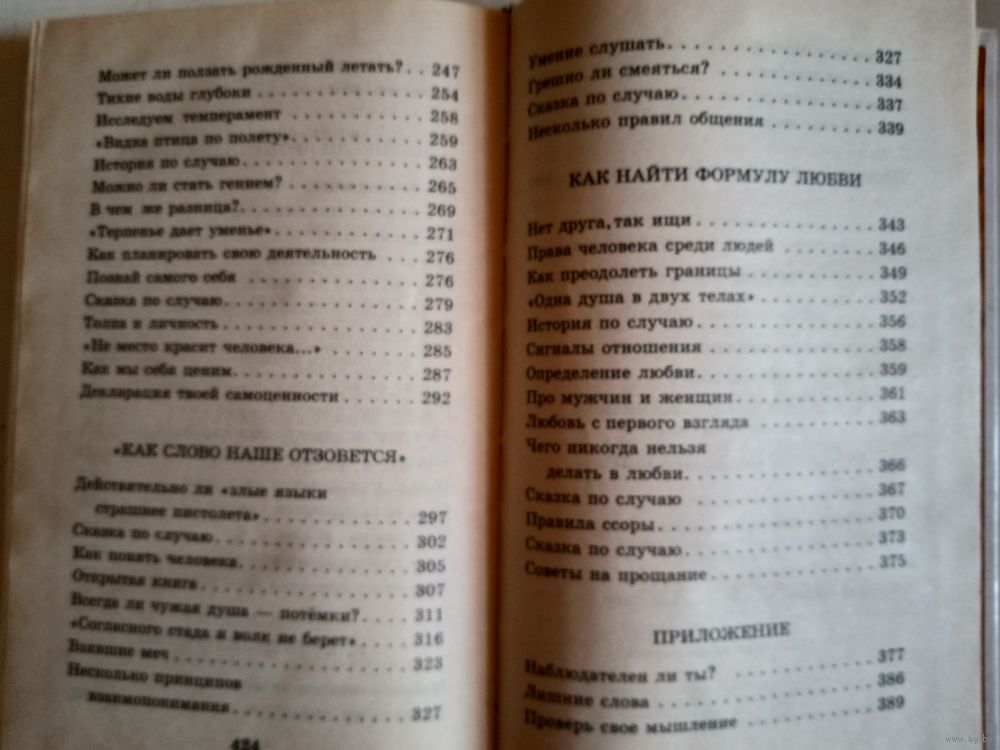 Может ли ползать рожденный летать? . . 247
Тихие воды глубоки . . . . . . . . . . . . . . 254
Исследуем темперамент . . . . . . . . . . . 258
«Видна птица по полету» . . . . . . . . . . 259
История по случаю . . . . . . . . . . . . . . 263
Можно ли стать гением? . . . . . . . . . . . 265
В чем же разница? . . . . . . . . . . . . . . 269
«Терпенье дает уменье» . . . . . . . . . . . 271
Как планировать свою деятельность . . . 276
Познай самого себя . . . . . . . . . . . . . 276
Сказка по случаю . . . . . . . . . . . . . . 279
Толпа и личность . . . . . . . . . . . . . . 283
«Не место красит человека...» . . . . . . . 285
Как мы себя ценим . . . . . . . . . . . . . . 287
Декларация твоей самоценности . . . . . . 292
«КАК СЛОВО НАШЕ ОТЗОВЕТСЯ»
Действительно ли «злые языки
страшнее пистолета» . . . . . . . . . . . 297
Сказка по случаю . . . . . . . . . . . . . . 302
Как понять человека . . . . . . . . . . . . . 305
Открытая книга . . . . . . . . . . . . . . . 307
Всегда ли чужая душа — потёмки? . . . . 311
«Согласного стада и волк не берет» . . . . 316
Взявшие меч . . . . . . . . . . . . . . . . . 323
Несколько принципов
взаимопонимания . . . . . . . . . . . . . 327
424
Умение слушать . . . . . . . . . . . . . . . 327
Грешно ли смеяться? . . . . . . . . . . . . 334
Сказка по случаю . . . . . . . . . . . . . . 337
Несколько правил общения . . . . . . . . . 339
КАК НАЙТИ ФОРМУЛУ ЛЮБВИ
Нет друга, так ищи . . . . . . . . . . . . . 343
Права человека среди людей . . . . . . . . 346
Как преодолеть границы . . . . . . . . . . 349
«Одна душа в двух телах» . . . . . . . . . 352
История по случаю . . . . . . . . . . . . . 356
Сигналы отношения . . . . . . . . . . . . . 358
Определение любви . . . . . . . . . . . . . 359
Про мужчин и женщин . . . . . . . . . . . 361
Любовь с первого взгляда . . . . . . . . . 363
Чего никогда нельзя
делать в любви . . . . . . . . . . . . . . 366
Сказка по случаю . . . . . . . . . . . . . . 367
Правила ссоры . . . . . . . . . . . . . . . . 370
Сказка по случаю . . . . . . . . . . . . . . 373
Советы на прощание . . . . . . . . . . . . . 375
ПРИЛОЖЕНИЕ
Наблюдателен ли ты? . . . . . . . . . . . . 377
Лишние слова . . . . . . . . . . . . . . . . 386
Проверь свое мышление . . . . . . . . . . . 389
www.ay.by